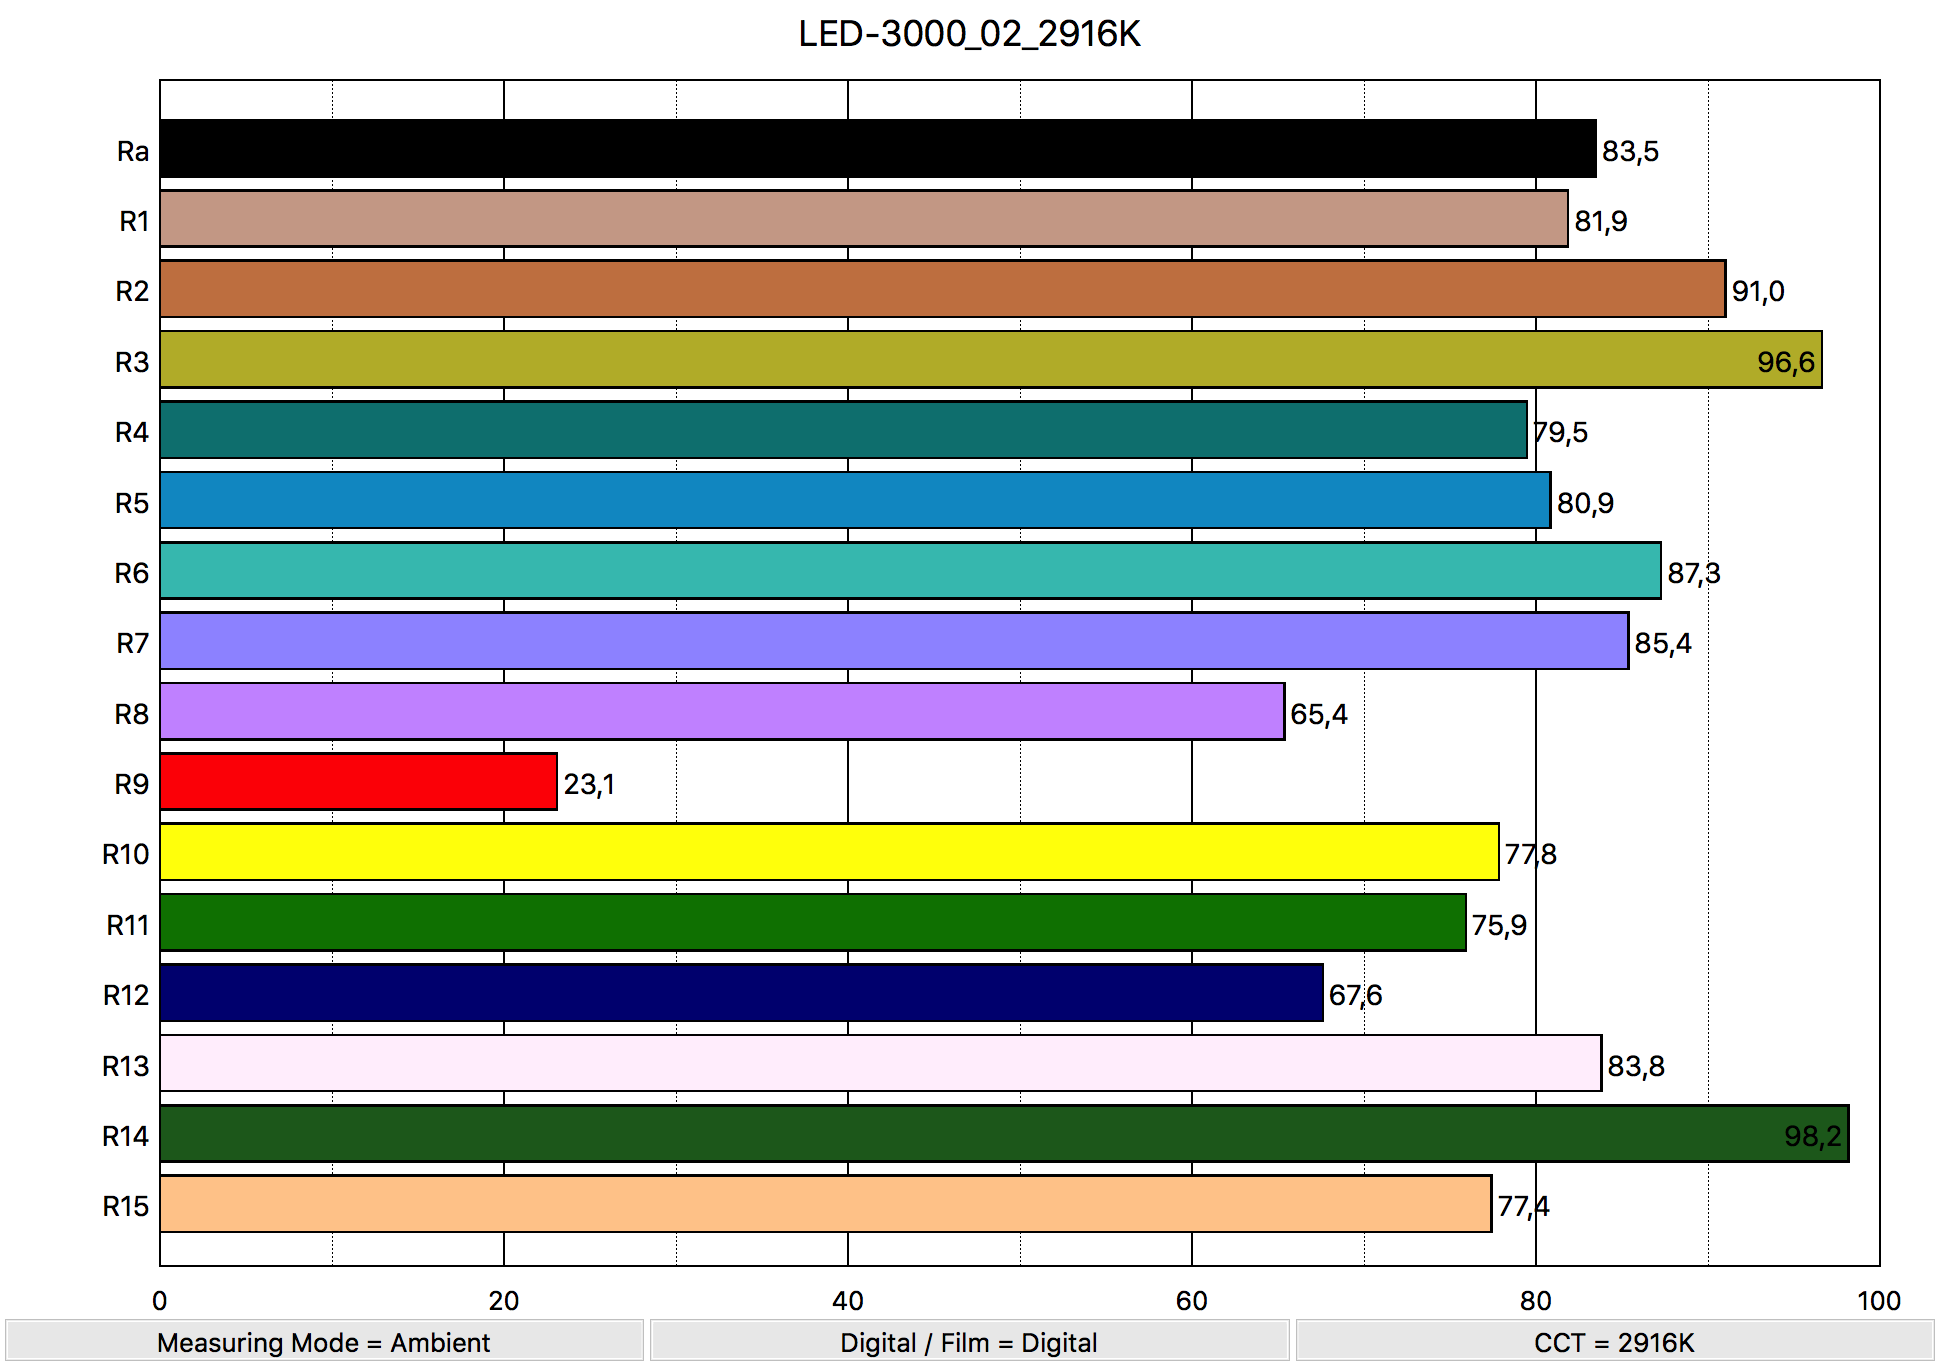 LED-3000_02_2916K
Ra 83,5
R1 81,9
R2 91,0
R3 96,6
R4 79,5
R5 80,9
R6 87,3
R7 85,4
R8 65,4
R9 23,1
R10 77,8
R11 75,9
R12 67,6
R13 83,8
R14 98,2
R15 77,4
0 20 40 60 80 100
Measuring Mode = Ambient Digital / Film = Digital CCT = 2916K